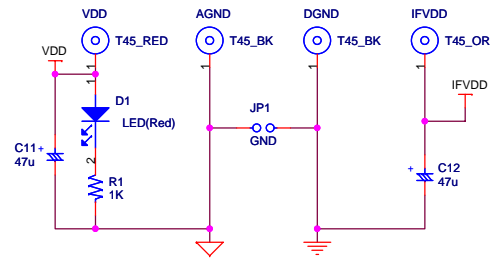 VDD
AGND
DGND
IFVDD
T45_RED
T45_BK
T45_BK
T45_OR
VDD
1
1
1
1
1
IFVDD
D1
LED(Red)
JP1
GND
C11
+
47u
2
R1
1K
+
C12
47u